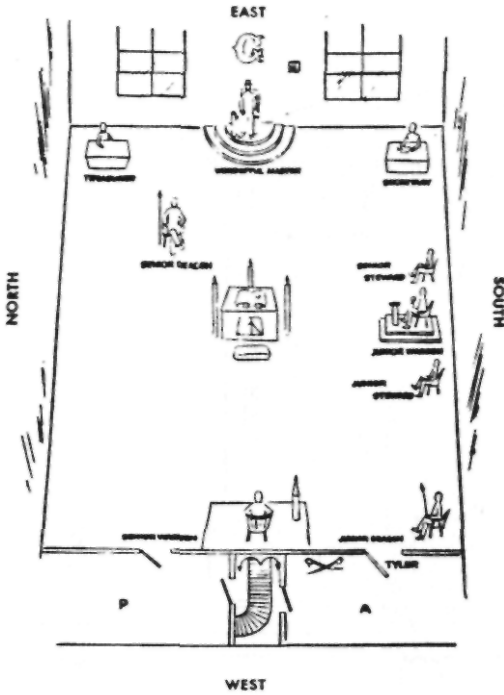 EAST
G
TREASURER
WORSHIPFUL MASTER
SECRETARY
SENIOR DEACON
SENIOR
STEWARD
NORTH
SOUTH
JUNIOR WARDEN
JUNIOR
STEWARD
SENIOR WARDEN
JUNIOR DEACON
TYLER
P
A
WEST